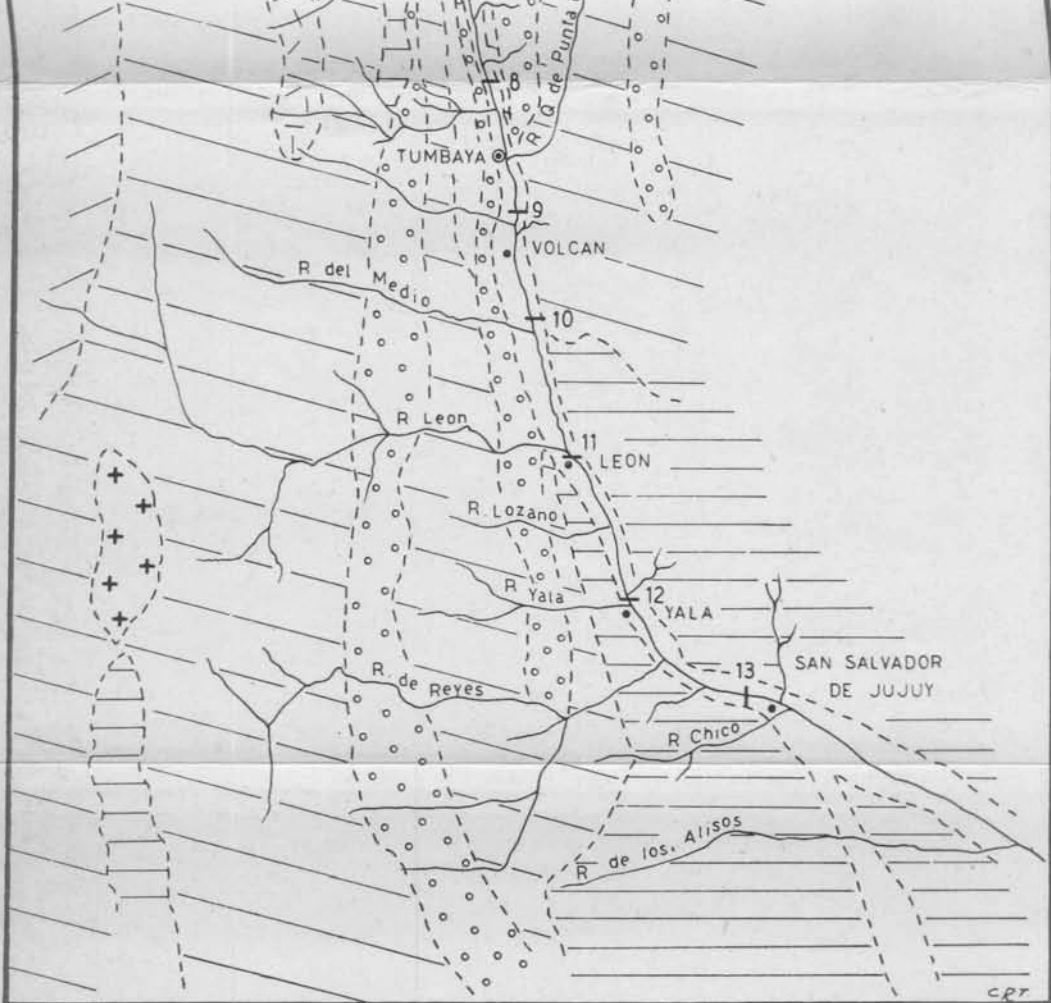 8
R Q de Punta
TUMBAYA
9
VOLCAN
R del Medio
10
R Leon
11
LEON
R. Lozano
R Yala
12
YALA
SAN SALVADOR
DE JUJUY
13
R. de Reyes
R Chico
R de los. Alisos
C.R.T.